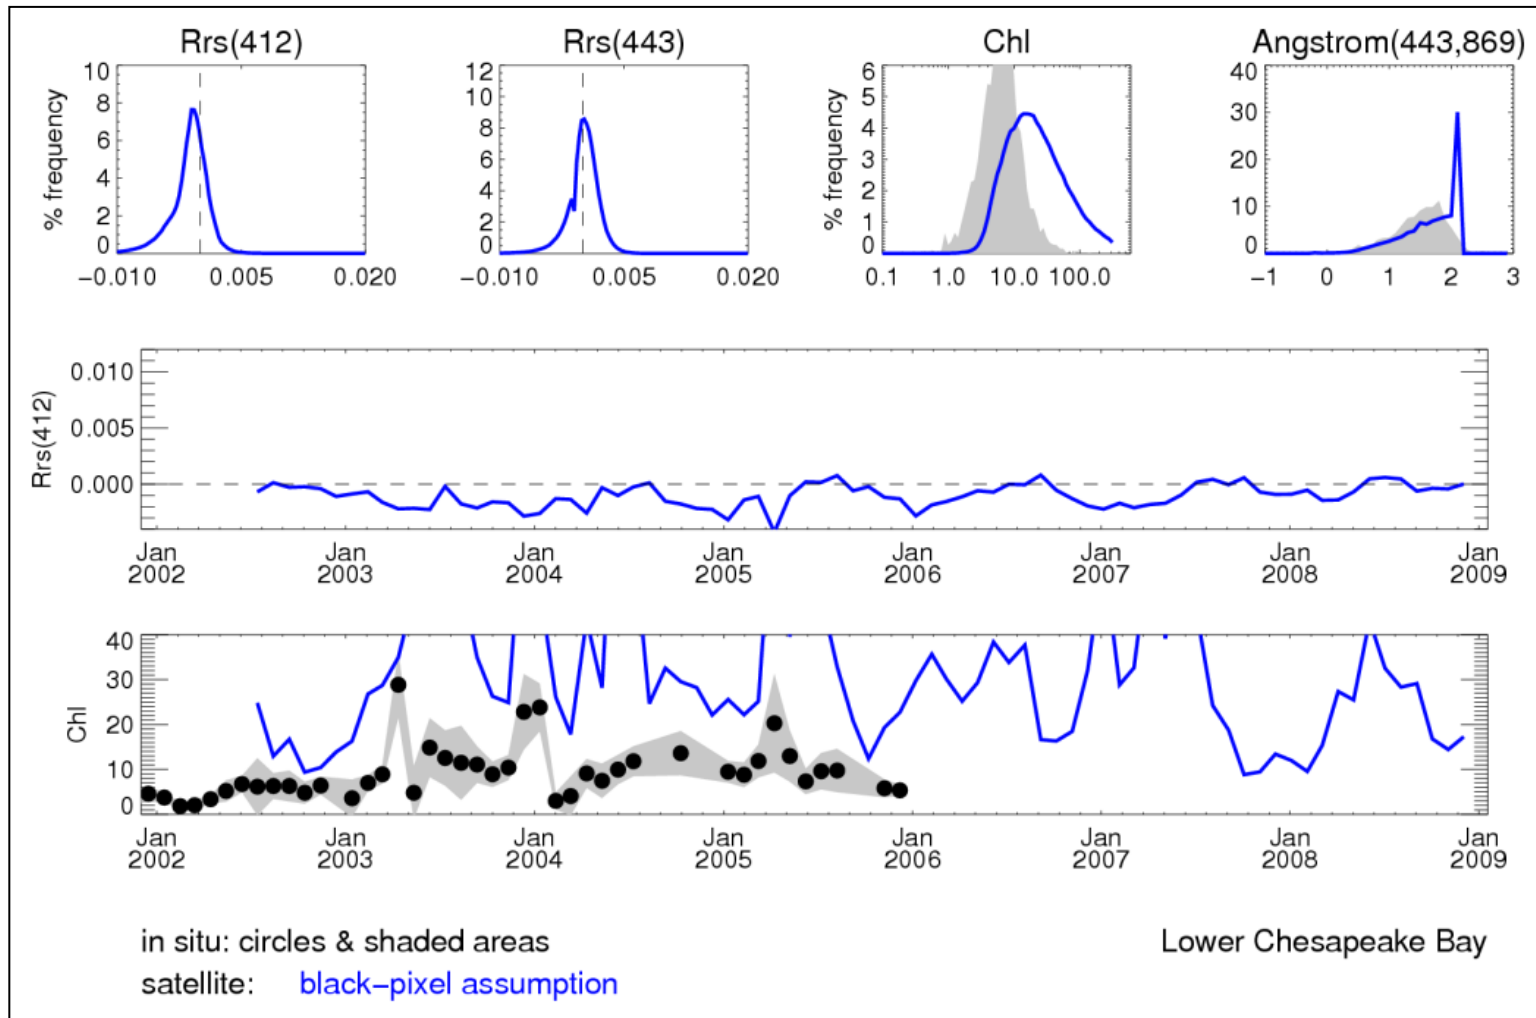 Rrs(412) Rrs(443) Chl Angstrom(443,869)
% frequency
10
8
6
4
2
0
−0.010 0.005 0.020
12
10
8
6
4
2
0
−0.010 0.005 0.020
% frequency
6
5
4
3
2
1
0
0.1 1.0 10.0 100.0
40
30
20
10
0
−1 0 1 2 3
Rrs(412)
0.010
0.005
0.000
Jan Jan Jan Jan Jan Jan Jan Jan
2002 2003 2004 2005 2006 2007 2008 2009
Chl
40
30
20
10
0
Jan Jan Jan Jan Jan Jan Jan Jan
2002 2003 2004 2005 2006 2007 2008 2009
in situ: circles & shaded areas Lower Chesapeake Bay
satellite: black−pixel assumption